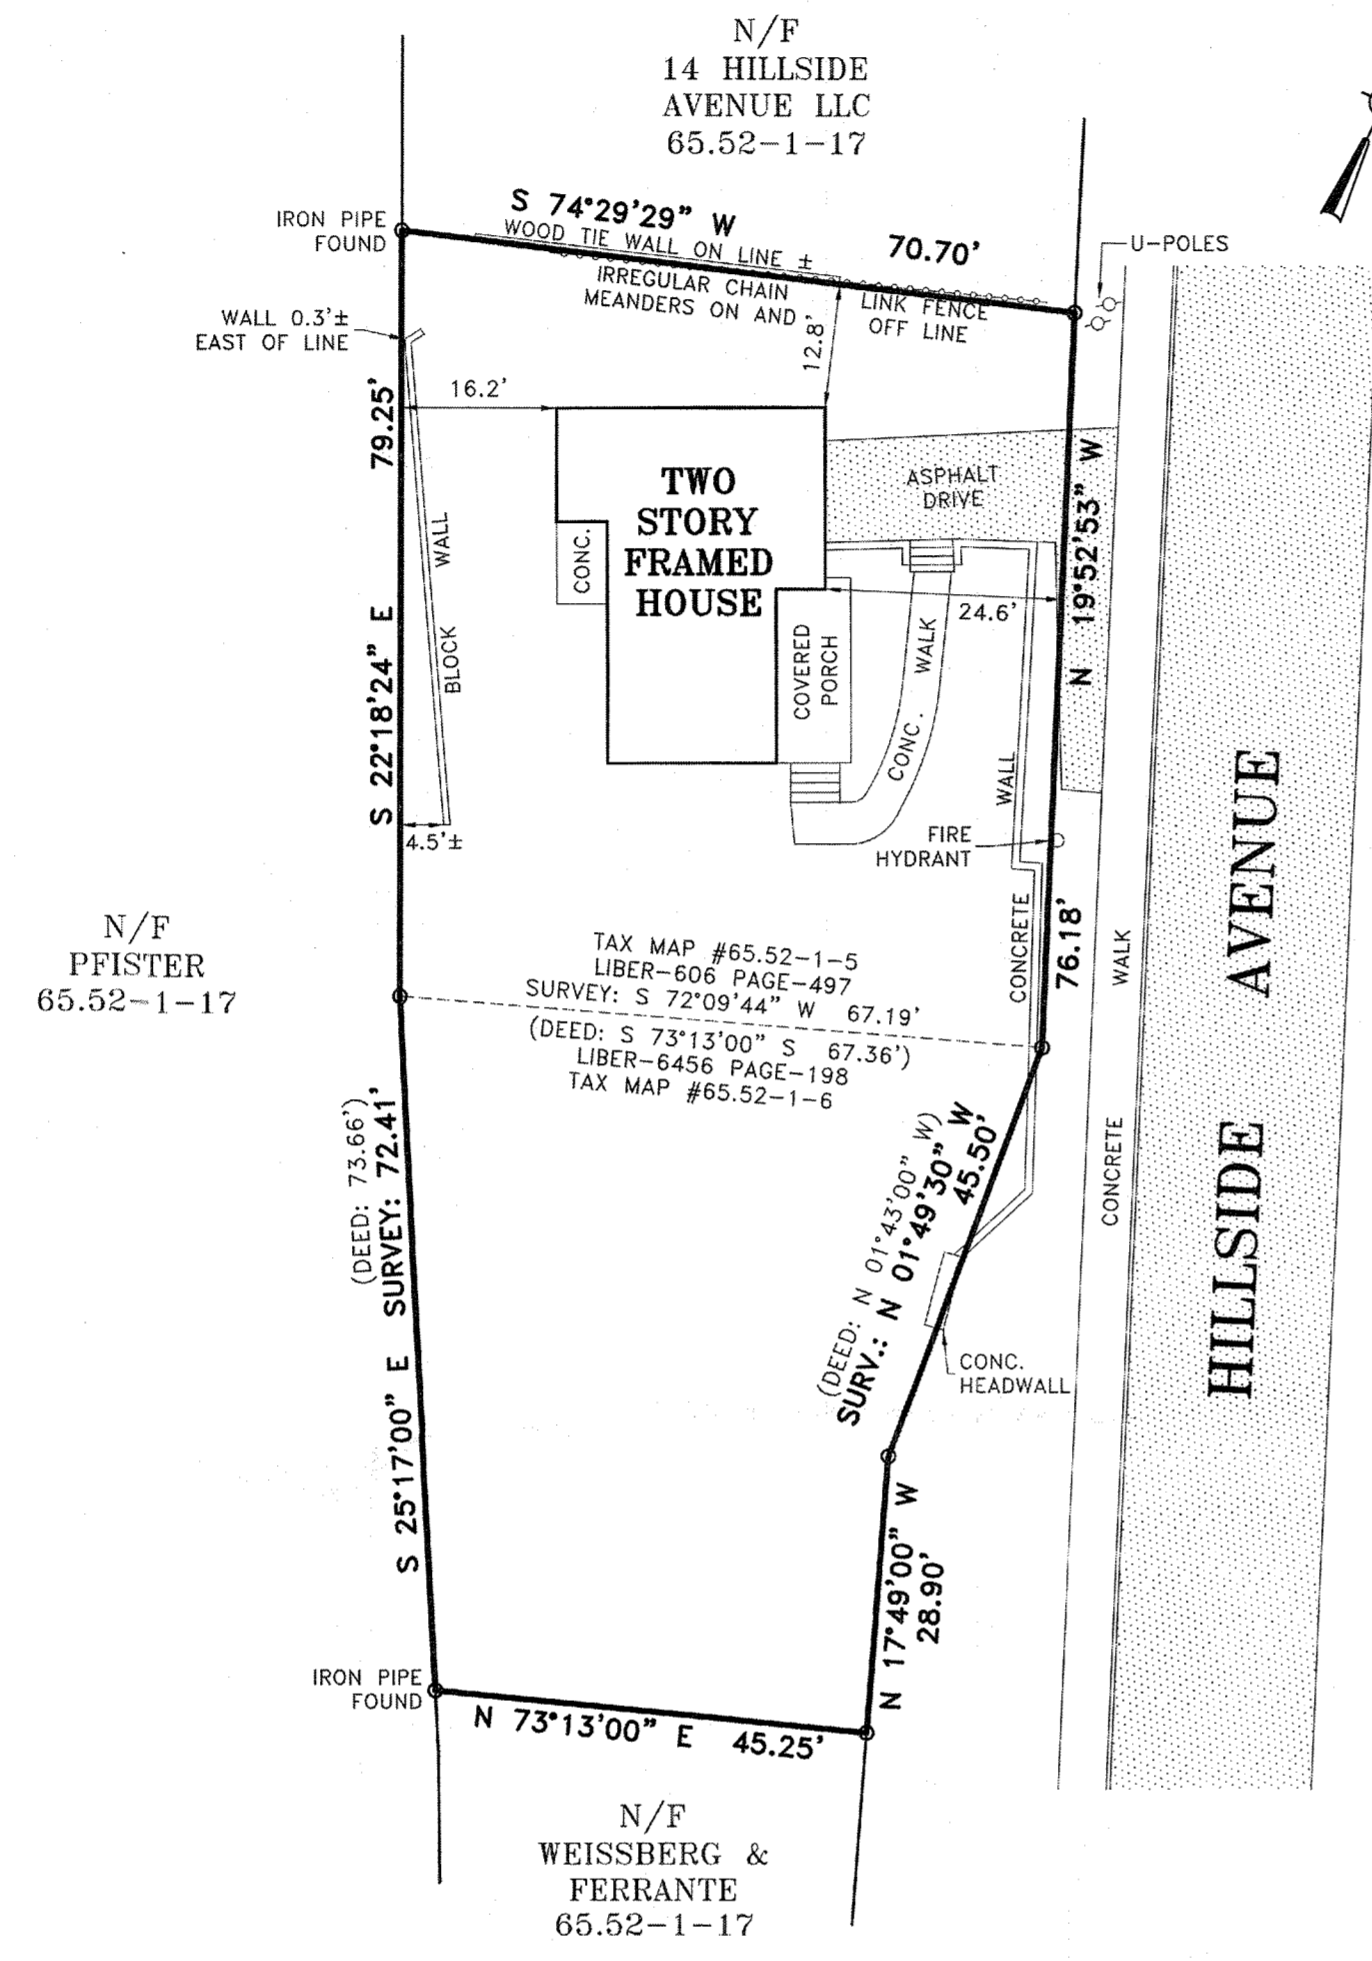 N/F
14 HILLSIDE
AVENUE LLC
65.52-1-17
IRON PIPE
FOUND
S 74°29'29" W 70.70'
WOOD TIE WALL ON LINE ±
IRREGULAR CHAIN LINK FENCE
MEANDERS ON AND OFF LINE
U-POLES
WALL 0.3'±
EAST OF LINE
12.8'
16.2'
79.25'
S 22°18'24" E
BLOCK WALL
4.5'±
TWO
STORY
FRAMED
HOUSE
CONC.
ASPHALT
DRIVE
N 19°52'53" W
76.18'
24.6'
COVERED
PORCH
CONC. WALK
CONCRETE WALL
FIRE
HYDRANT
CONCRETE WALK
HILLSIDE AVENUE
N/F
PFISTER
65.52-1-17
TAX MAP #65.52-1-5
LIBER-606 PAGE-497
SURVEY: S 72°09'44" W 67.19'
(DEED: S 73°13'00" S 67.36')
LIBER-6456 PAGE-198
TAX MAP #65.52-1-6
(DEED: 73.66')
S 25°17'00" E SURVEY: 72.41'
(DEED: N 01°43'00" W)
SURV.: N 01°49'30" W
45.50'
CONC.
HEADWALL
N 17°49'00" W
28.90'
IRON PIPE
FOUND
N 73°13'00" E 45.25'
N/F
WEISSBERG &
FERRANTE
65.52-1-17